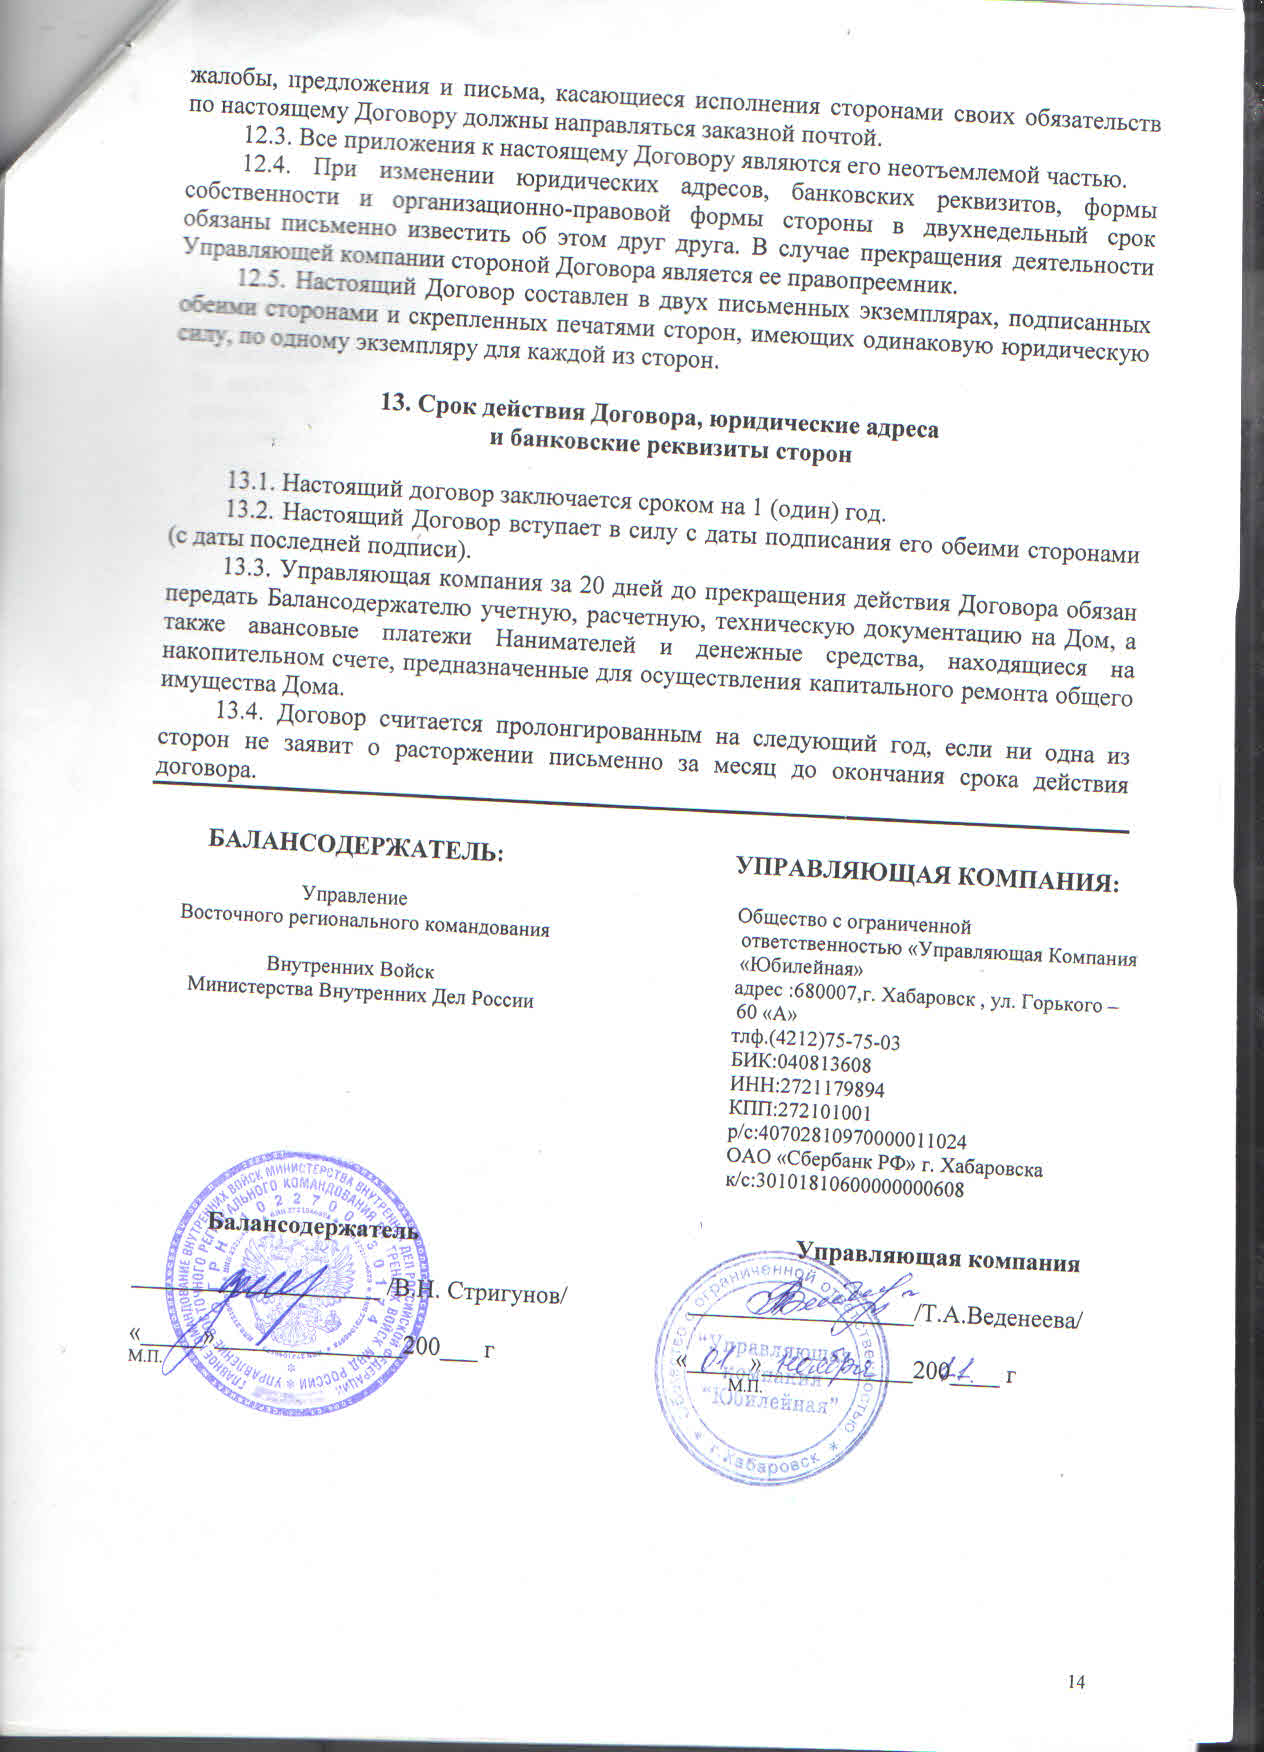 жалобы, предложения и письма, касающиеся исполнения сторонами своих обязательств
по настоящему Договору должны направляться заказной почтой.
12.3. Все приложения к настоящему Договору являются его неотъемлемой частью.
12.4. При изменении юридических адресов, банковских реквизитов, формы
собственности и организационно-правовой формы стороны в двухнедельный срок
обязаны письменно известить об этом друг друга. В случае прекращения деятельности
Управляющей компании стороной Договора является ее правопреемник.
12.5. Настоящий Договор составлен в двух письменных экземплярах, подписанных
обеими сторонами и скрепленных печатями сторон, имеющих одинаковую юридическую
силу, по одному экземпляру для каждой из сторон.
13. Срок действия Договора, юридические адреса
и банковские реквизиты сторон
13.1. Настоящий договор заключается сроком на 1 (один) год.
13.2. Настоящий Договор вступает в силу с даты подписания его обеими сторонами
(с даты последней подписи).
13.3. Управляющая компания за 20 дней до прекращения действия Договора обязан
передать Балансодержателю учетную, расчетную, техническую документацию на Дом, а
также авансовые платежи Нанимателей и денежные средства, находящиеся на
накопительном счете, предназначенные для осуществления капитального ремонта общего
имущества Дома.
13.4. Договор считается пролонгированным на следующий год, если ни одна из
сторон не заявит о расторжении письменно за месяц до окончания срока действия
договора.
БАЛАНСОДЕРЖАТЕЛЬ:
Управление
Восточного регионального командования
Внутренних Войск
Министерства Внутренних Дел России
Балансодержатель
/В.Н. Стригунов/
«____»______________200___ г
М.П.
УПРАВЛЯЮЩАЯ КОМПАНИЯ:
Общество с ограниченной
ответственностью «Управляющая Компания
«Юбилейная»
адрес :680007,г. Хабаровск , ул. Горького –
60 «А»
тлф.(4212)75-75-03
БИК:040813608
ИНН:2721179894
КПП:272101001
р/с:40702810970000011024
ОАО «Сбербанк РФ» г. Хабаровска
к/с:30101810600000000608
Управляющая компания
/Т.А.Веденеева/
«01» ноября 20011. г
М.П.
Общество с ограниченной ответственностью
"Управляющая
компания
"Юбилейная"
* г.Хабаровск *
14